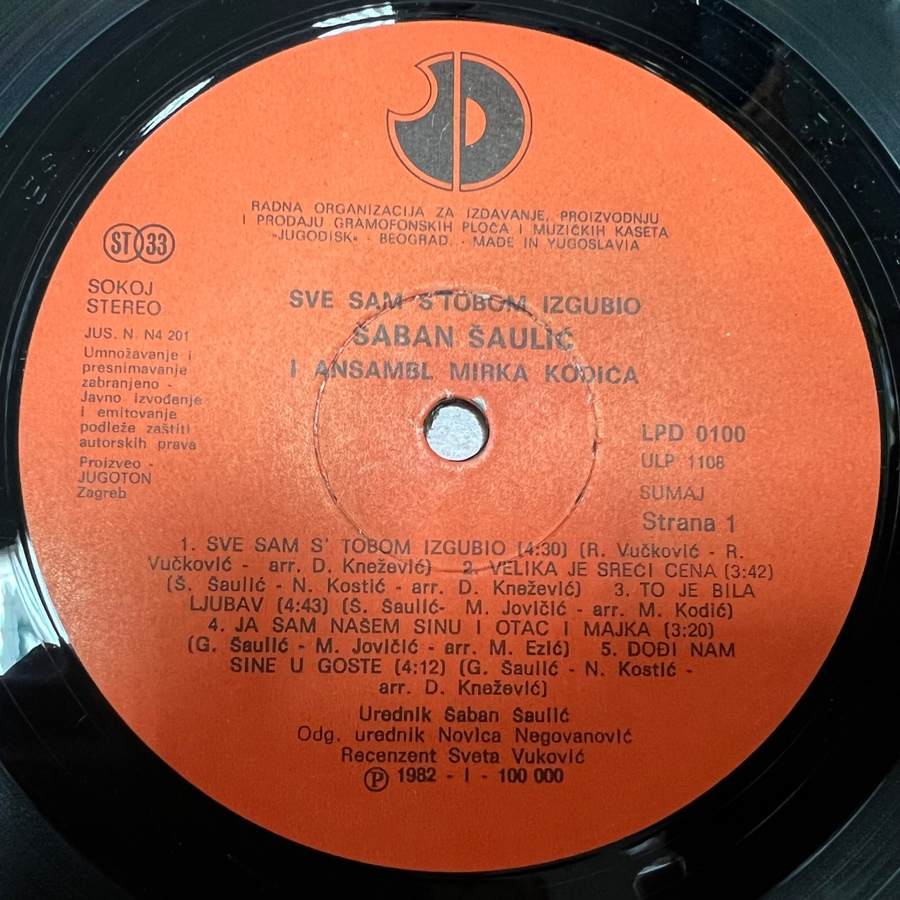 JD
RADNA ORGANIZACIJA ZA IZDAVANJE, PROIZVODNJU
I PRODAJU GRAMOFONSKIH PLOČA I MUZIČKIH KASETA
»JUGODISK« - BEOGRAD. - MADE IN YUGOSLAVIA
ST 33
SOKOJ
STEREO
JUS. N. N4 201
Umnožavanje i
presnimavanje
zabranjeno -
Javno izvođenje
i emitovanje
podleže zaštiti
autorskih prava
Proizveo -
JUGOTON
Zagreb
SVE SAM S'TOBOM IZGUBIO
ŠABAN ŠAULIĆ
I ANSAMBL MIRKA KODIĆA
LPD 0100
ULP 1108
SUMAJ
Strana 1
1. SVE SAM S' TOBOM IZGUBIO (4:30) (R. Vučković - R.
Vučković - arr. D. Knežević) 2. VELIKA JE SREĆI CENA (3:42)
(Š. Šaulić - N. Kostić - arr. D. Knežević) 3. TO JE BILA
LJUBAV (4:43) (Š. Šaulić- M. Jovičić - arr. M. Kodić)
4. JA SAM NAŠEM SINU I OTAC I MAJKA (3:20)
(G. Šaulić - M. Jovičić - arr. M. Ezić) 5. DOĐI NAM
SINE U GOSTE (4:12) (G. Šaulić - N. Kostić -
arr. D. Knežević)
Urednik Šaban Šaulić
Odg. urednik Novica Negovanović
Recenzent Sveta Vuković
Ⓟ 1982 - I - 100 000